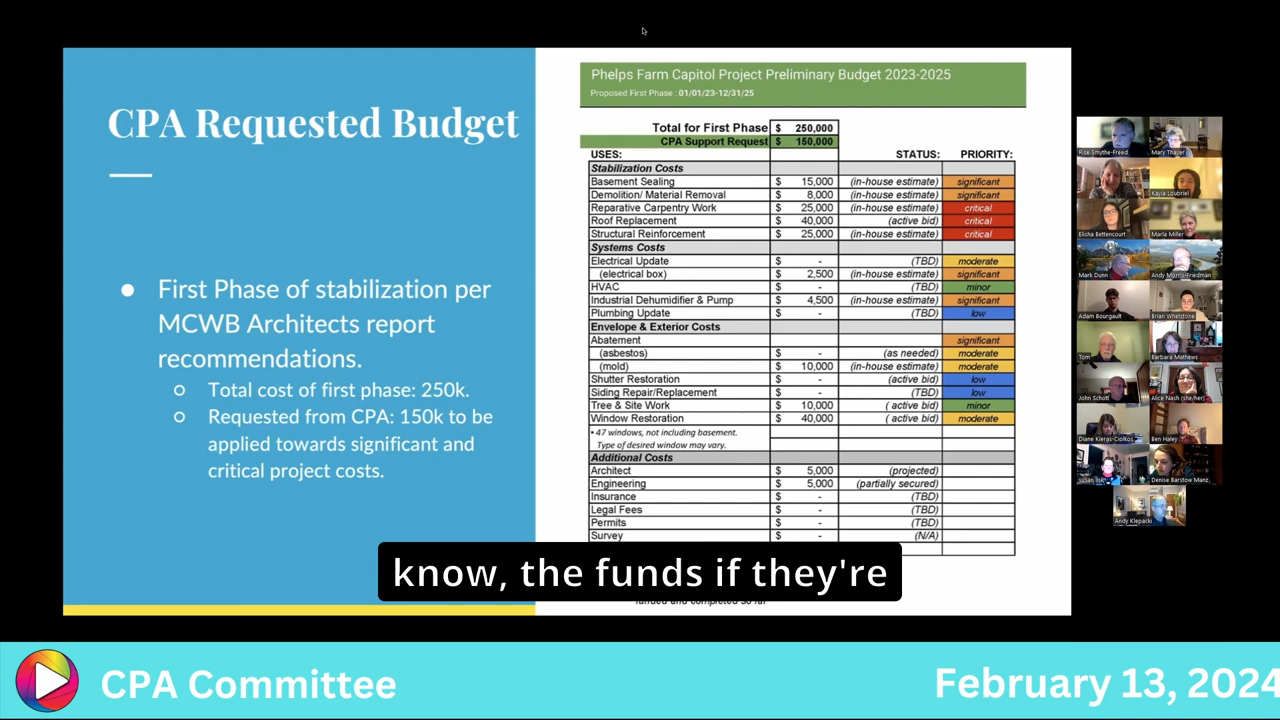 CPA Requested Budget
● First Phase of stabilization per
MCWB Architects report
recommendations.
○ Total cost of first phase: 250k.
○ Requested from CPA: 150k to be
applied towards significant and
critical project costs.
Phelps Farm Capitol Project Preliminary Budget 2023-2025
Proposed First Phase : 01/01/23-12/31/25
Total for First Phase $ 250,000
CPA Support Request $ 150,000
USES: STATUS: PRIORITY:
Stabilization Costs
Basement Sealing $ 15,000 (in-house estimate) significant
Demolition/ Material Removal $ 8,000 (in-house estimate) significant
Reparative Carpentry Work $ 25,000 (in-house estimate) critical
Roof Replacement $ 40,000 (active bid) critical
Structural Reinforcement $ 25,000 (in-house estimate) critical
Systems Costs
Electrical Update $ - (TBD) moderate
(electrical box) $ 2,500 (in-house estimate) significant
HVAC $ - (TBD) minor
Industrial Dehumidifier & Pump $ 4,500 (in-house estimate) significant
Plumbing Update $ - (TBD) low
Envelope & Exterior Costs
Abatement significant
(asbestos) $ - (as needed) moderate
(mold) $ 10,000 (in-house estimate) moderate
Shutter Restoration $ - (active bid) low
Siding Repair/Replacement $ - (TBD) low
Tree & Site Work $ 10,000 ( active bid) minor
Window Restoration $ 40,000 ( active bid) moderate
• 47 windows, not including basement.
Type of desired window may vary.
Additional Costs
Architect $ 5,000 (projected)
Engineering $ 5,000 (partially secured)
Insurance $ - (TBD)
Legal Fees $ - (TBD)
Permits $ - (TBD)
Survey $ - (N/A)
know, the funds if they're
Rise Smythe-Freed
Mary Thayer
Kayla Loubriel
Elisha Bettencourt
Marla Miller
Mark Dunn
Andy Morris-Friedman
Adam Bourgault
Brian Whetstone
Tom
Barbara Mathews
John Schott
Alice Nash (she/her)
Diane Kieras-Ciolkos
Ben Haley
susan lisk
Denise Barstow Manz
Andy Klepacki
CPA Committee
February 13, 2024